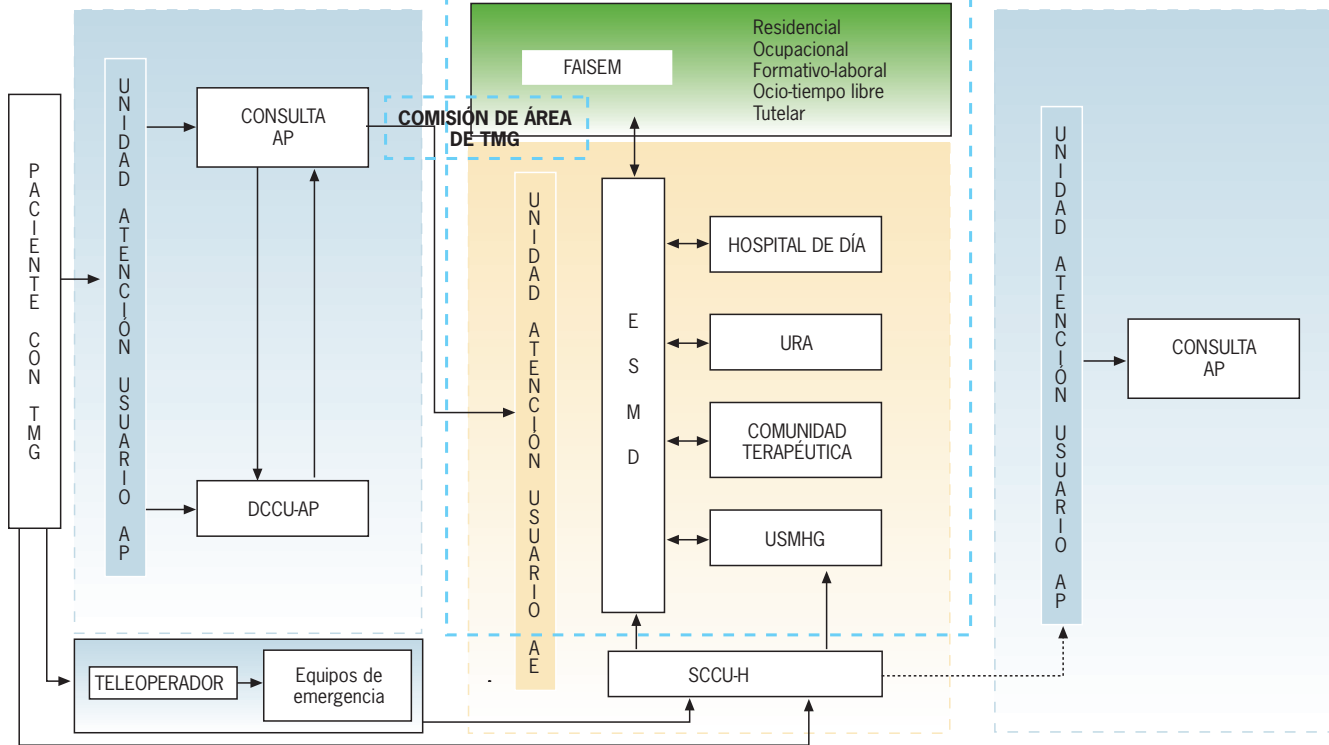 PACIENTE CON TMG
UNIDAD ATENCIÓN USUARIO AP
CONSULTA
AP
DCCU-AP
TELEOPERADOR
Equipos de
emergencia
COMISIÓN DE ÁREA
DE TMG
FAISEM
Residencial
Ocupacional
Formativo-laboral
Ocio-tiempo libre
Tutelar
UNIDAD ATENCIÓN USUARIO AE
ESMD
HOSPITAL DE DÍA
URA
COMUNIDAD
TERAPÉUTICA
USMHG
SCCU-H
UNIDAD ATENCIÓN USUARIO AP
CONSULTA
AP